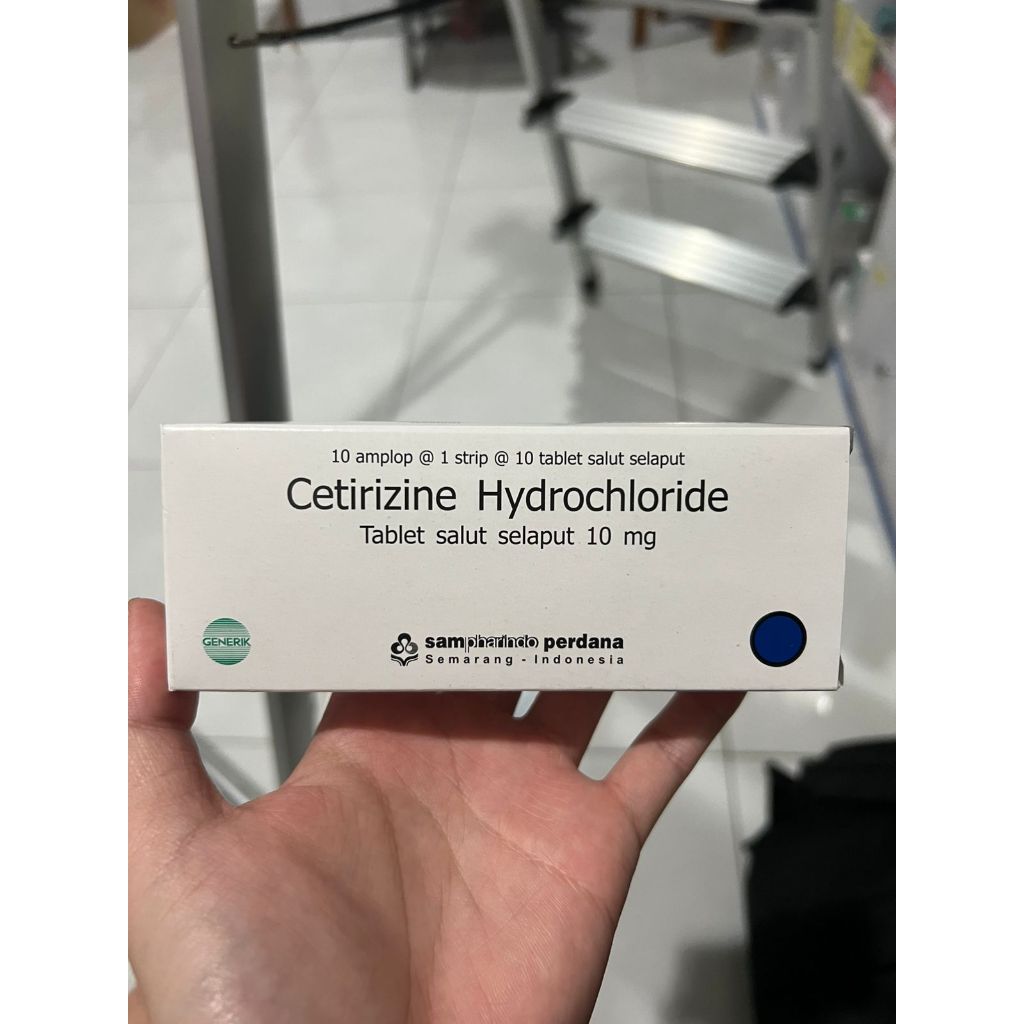 10 amplop @ 1 strip @ 10 tablet salut selaput
Cetirizine Hydrochloride
Tablet salut selaput 10 mg
GENERIK
sampharindo perdana
Semarang - Indonesia